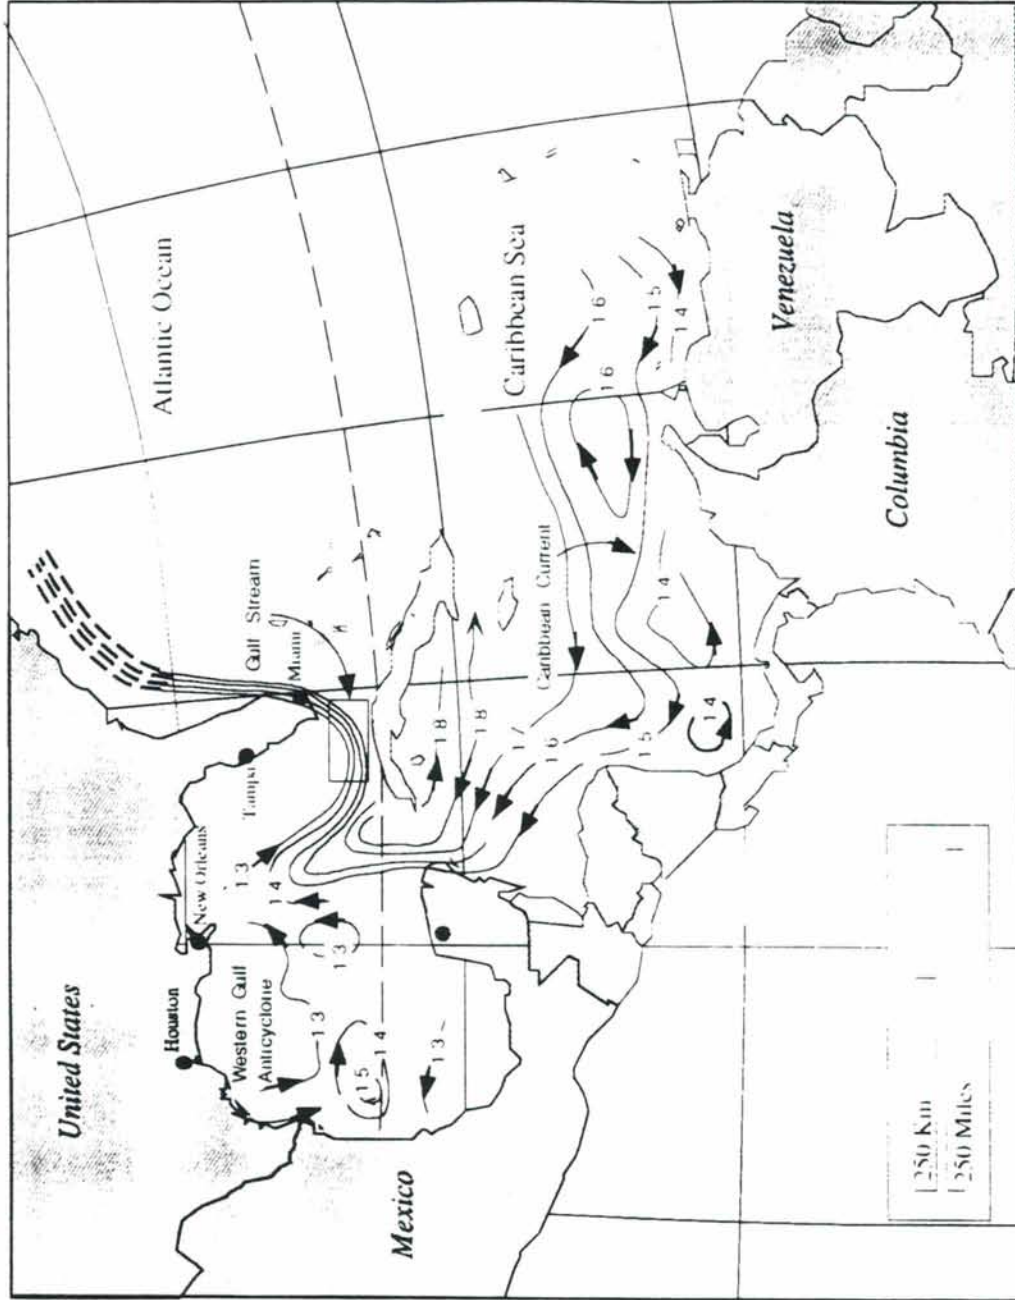 United States
Houston
New Orleans
Tampa
Miami
Gulf Stream
Atlantic Ocean
Western Gulf
Anticyclone
Mexico
Caribbean Sea
Caribbean Current
Venezuela
Columbia
13
14
13
13
15
14
13
18
18
17
16
15
14
14
16
16
15
14
250 Km
250 Miles